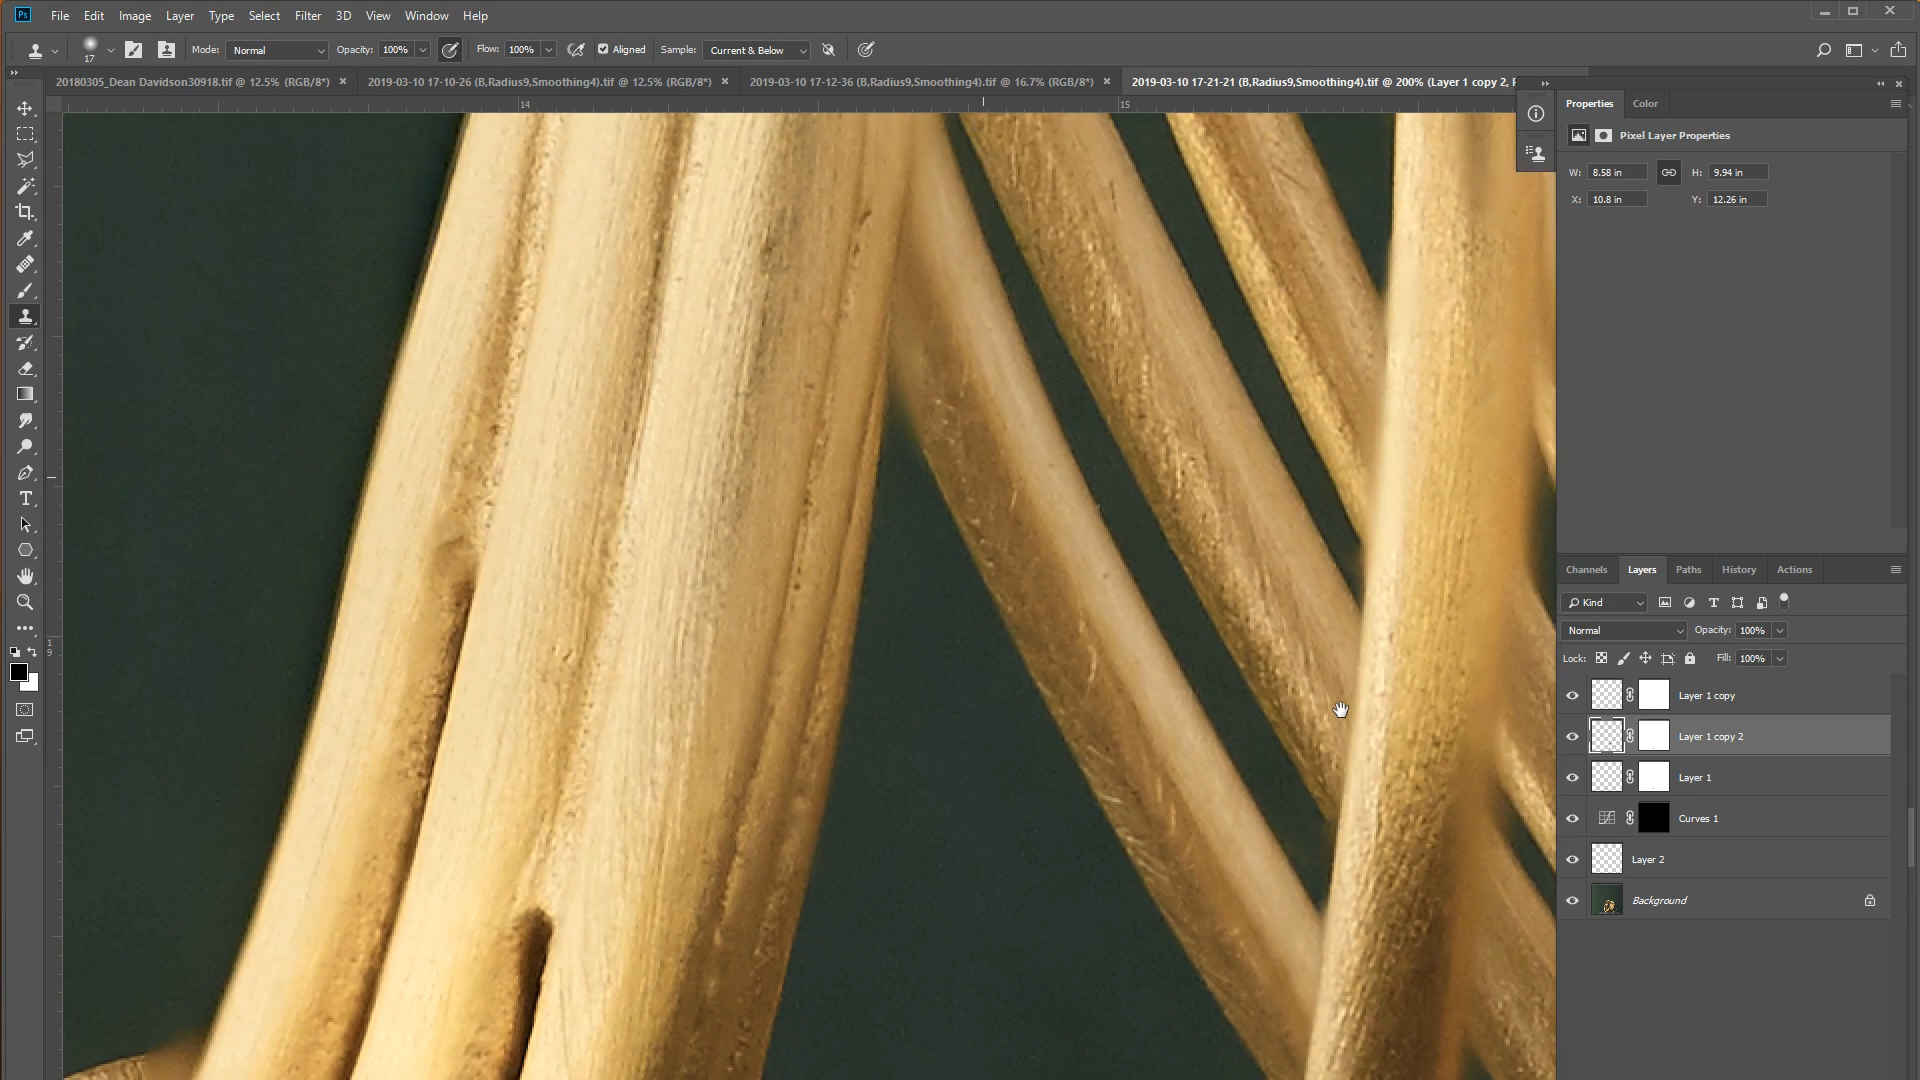 Ps File Edit Image Layer Type Select Filter 3D View Window Help
17 Mode: Normal Opacity: 100% Flow: 100% Aligned Sample: Current & Below
20180305_Dean Davidson30918.tif @ 12.5% (RGB/8*) 2019-03-10 17-10-26 (B,Radius9,Smoothing4).tif @ 12.5% (RGB/8*) 2019-03-10 17-12-36 (B,Radius9,Smoothing4).tif @ 16.7% (RGB/8*) 2019-03-10 17-21-21 (B,Radius9,Smoothing4).tif @ 200% (Layer 1 copy 2,
14 15
Properties Color
Pixel Layer Properties
W: 8.58 in H: 9.94 in
X: 10.8 in Y: 12.26 in
19
Channels Layers Paths History Actions
Kind
Normal Opacity: 100%
Lock: Fill: 100%
Layer 1 copy
Layer 1 copy 2
Layer 1
Curves 1
Layer 2
Background